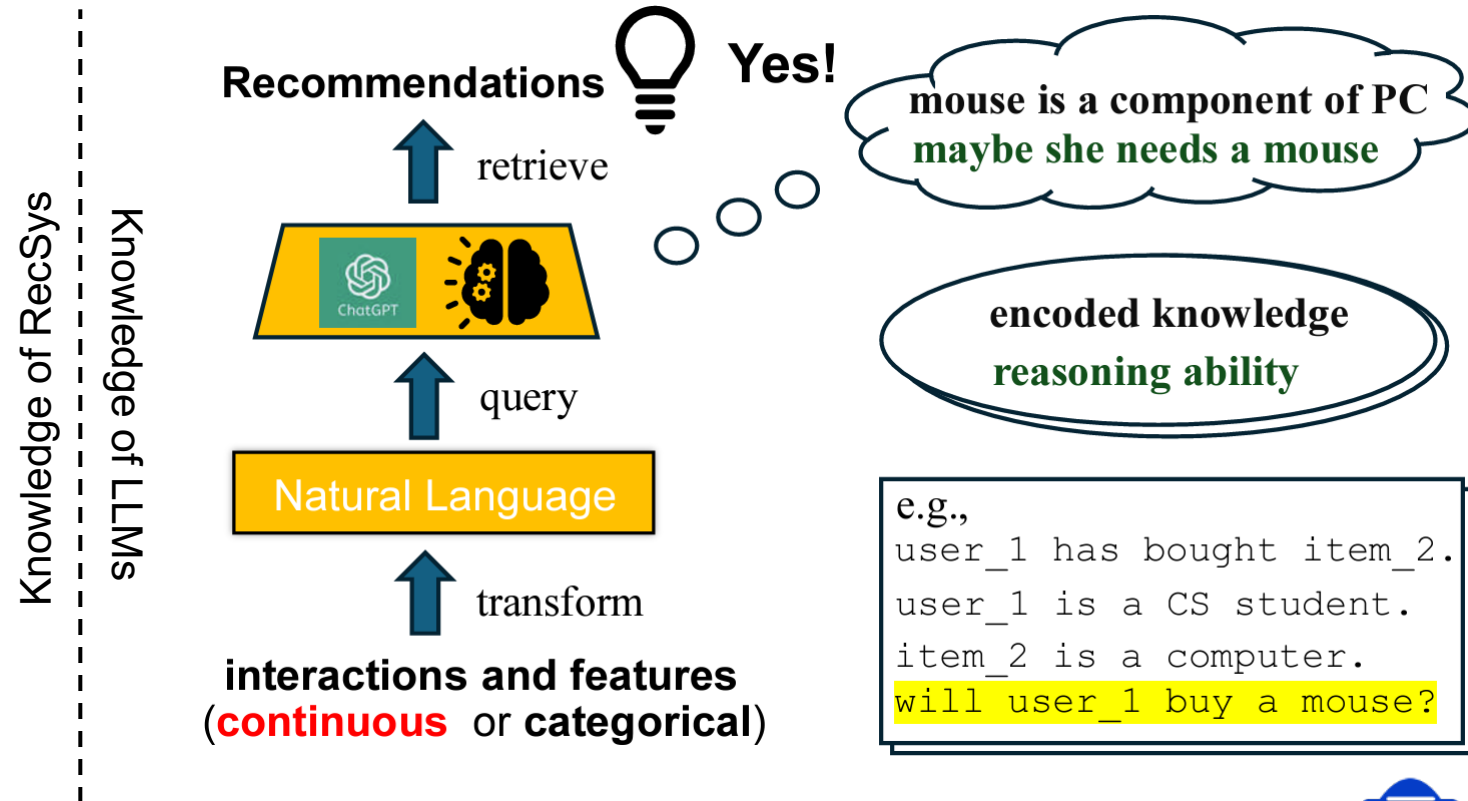 Knowledge of RecSys
Knowledge of LLMs
Recommendations
Yes!
retrieve
ChatGPT
query
Natural Language
transform
interactions and features
(continuous or categorical)
mouse is a component of PC
maybe she needs a mouse
encoded knowledge
reasoning ability
e.g.,
user_1 has bought item_2.
user_1 is a CS student.
item_2 is a computer.
will user_1 buy a mouse?